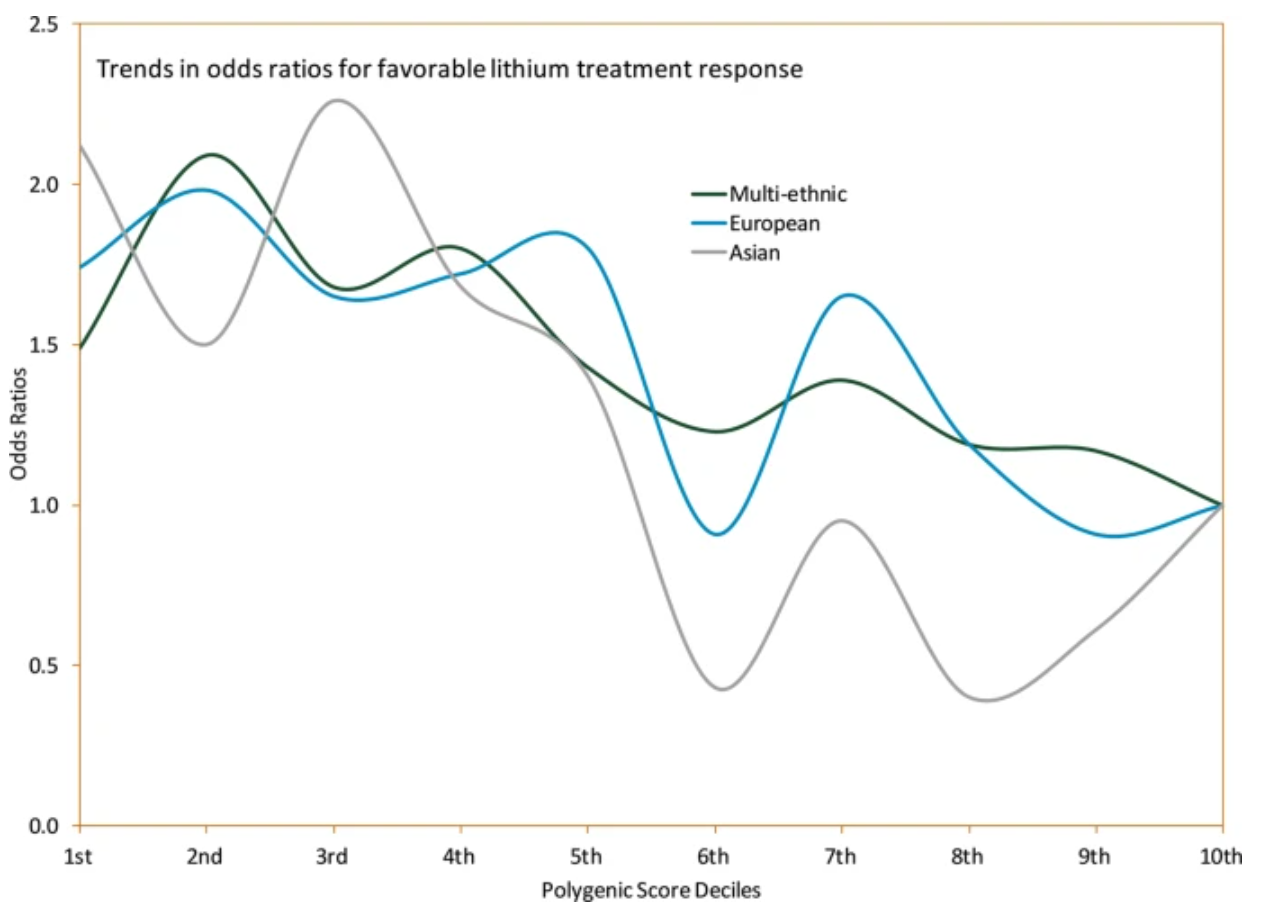 2.5
Trends in odds ratios for favorable lithium treatment response
2.0
Multi-ethnic
European
Asian
1.5
Odds Ratios
1.0
0.5
0.0
1st 2nd 3rd 4th 5th 6th 7th 8th 9th 10th
Polygenic Score Deciles